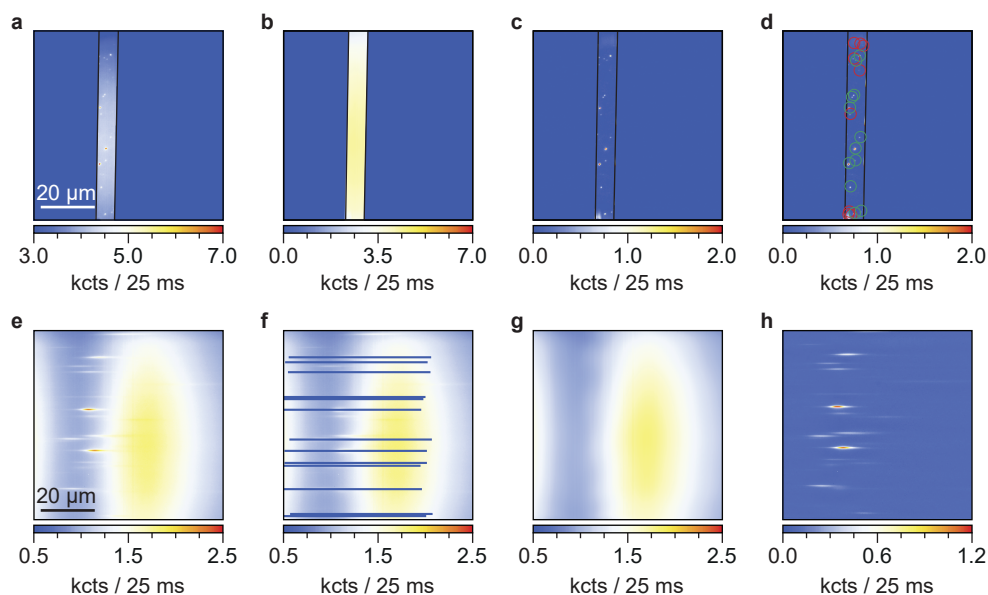 a b c d
20 µm
3.0 5.0 7.0 0.0 3.5 7.0 0.0 1.0 2.0 0.0 1.0 2.0
kcts / 25 ms kcts / 25 ms kcts / 25 ms kcts / 25 ms
e f g h
20 µm
0.5 1.5 2.5 0.5 1.5 2.5 0.5 1.5 2.5 0.0 0.6 1.2
kcts / 25 ms kcts / 25 ms kcts / 25 ms kcts / 25 ms